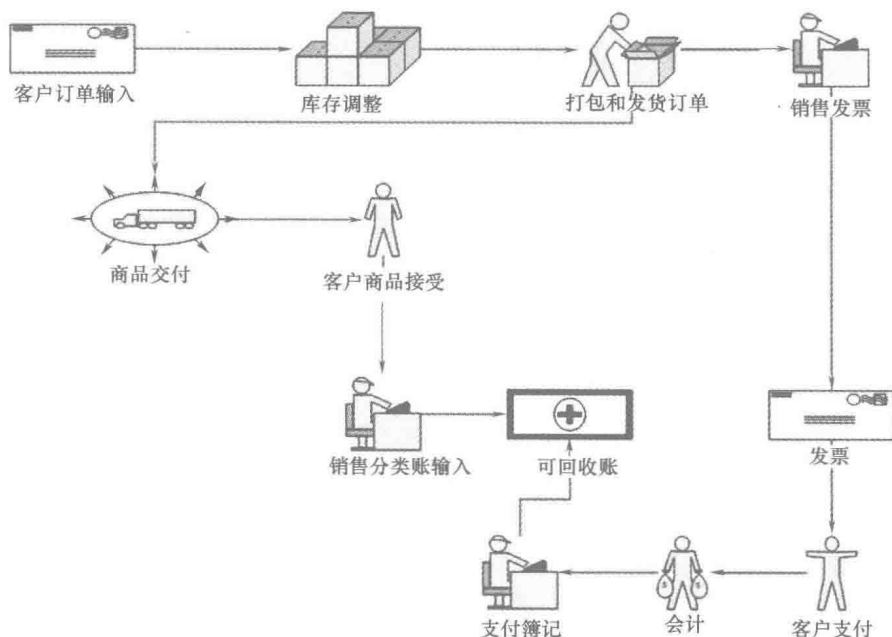 客户订单输入
库存调整
打包和发货订单
销售发票
商品交付
客户商品接受
销售分类账输入
可回收账
发票
支付簿记
会计
客户支付